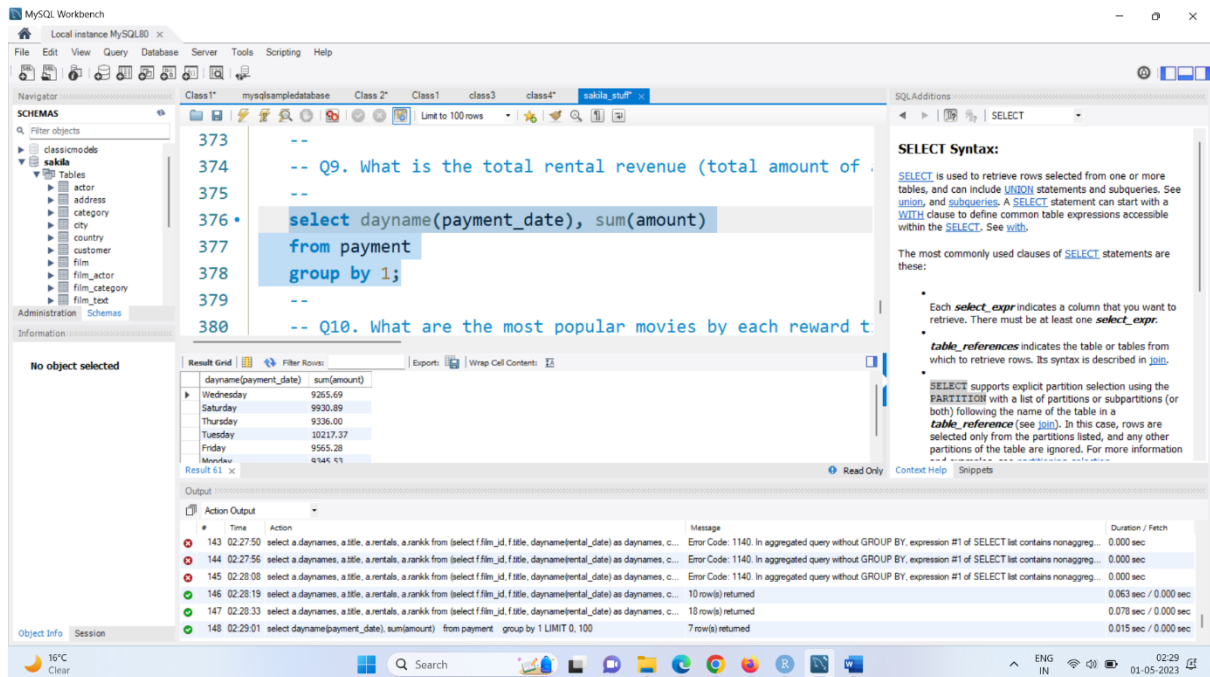 MySQL Workbench
Local instance MySQL80
File Edit View Query Database Server Tools Scripting Help
Navigator
SCHEMAS
Filter objects
classicmodels
sakila
Tables
actor
address
category
city
country
customer
film
film_actor
film_category
film_text
Administration Schemas
Information
No object selected
Object Info Session
Class1* mysqlsampledatabase Class 2* Class1 class3 class4* sakila_stuff*
Limit to 100 rows
373 --
374 -- Q9. What is the total rental revenue (total amount of
375 --
376 select dayname(payment_date), sum(amount)
377 from payment
378 group by 1;
379 --
380 -- Q10. What are the most popular movies by each reward
Result Grid Filter Rows: Export: Wrap Cell Content:
dayname(payment_date) sum(amount)
Wednesday 9265.69
Saturday 9930.89
Thursday 9336.00
Tuesday 10217.37
Friday 9565.28
Monday 9345.53
Result 61 Read Only
SQLAdditions
SELECT
SELECT Syntax:
SELECT is used to retrieve rows selected from one or more
tables, and can include UNION statements and subqueries. See
union, and subqueries. A SELECT statement can start with a
WITH clause to define common table expressions accessible
within the SELECT. See with.
The most commonly used clauses of SELECT statements are
these:
Each select_expr indicates a column that you want to
retrieve. There must be at least one select_expr.
table_references indicates the table or tables from
which to retrieve rows. Its syntax is described in join.
SELECT supports explicit partition selection using the
PARTITION with a list of partitions or subpartitions (or
both) following the name of the table in a
table_reference (see join). In this case, rows are
selected only from the partitions listed, and any other
partitions of the table are ignored. For more information
Context Help Snippets
Output
Action Output
# Time Action Message Duration / Fetch
143 02:27:50 select a.daynames, a.title, a.rentals, a.rankk from (select f.film_id, f.title, dayname(rental_date) as daynames, c... Error Code: 1140. In aggregated query without GROUP BY, expression #1 of SELECT list contains nonaggreg... 0.000 sec
144 02:27:56 select a.daynames, a.title, a.rentals, a.rankk from (select f.film_id, f.title, dayname(rental_date) as daynames, c... Error Code: 1140. In aggregated query without GROUP BY, expression #1 of SELECT list contains nonaggreg... 0.000 sec
145 02:28:08 select a.daynames, a.title, a.rentals, a.rankk from (select f.film_id, f.title, dayname(rental_date) as daynames, c... Error Code: 1140. In aggregated query without GROUP BY, expression #1 of SELECT list contains nonaggreg... 0.000 sec
146 02:28:19 select a.daynames, a.title, a.rentals, a.rankk from (select f.film_id, f.title, dayname(rental_date) as daynames, c... 10 row(s) returned 0.063 sec / 0.000 sec
147 02:28:33 select a.daynames, a.title, a.rentals, a.rankk from (select f.film_id, f.title, dayname(rental_date) as daynames, c... 18 row(s) returned 0.078 sec / 0.000 sec
148 02:29:01 select dayname(payment_date), sum(amount) from payment group by 1 LIMIT 0, 100 7 row(s) returned 0.015 sec / 0.000 sec
16°C
Clear
Search
ENG
IN
02:29
01-05-2023